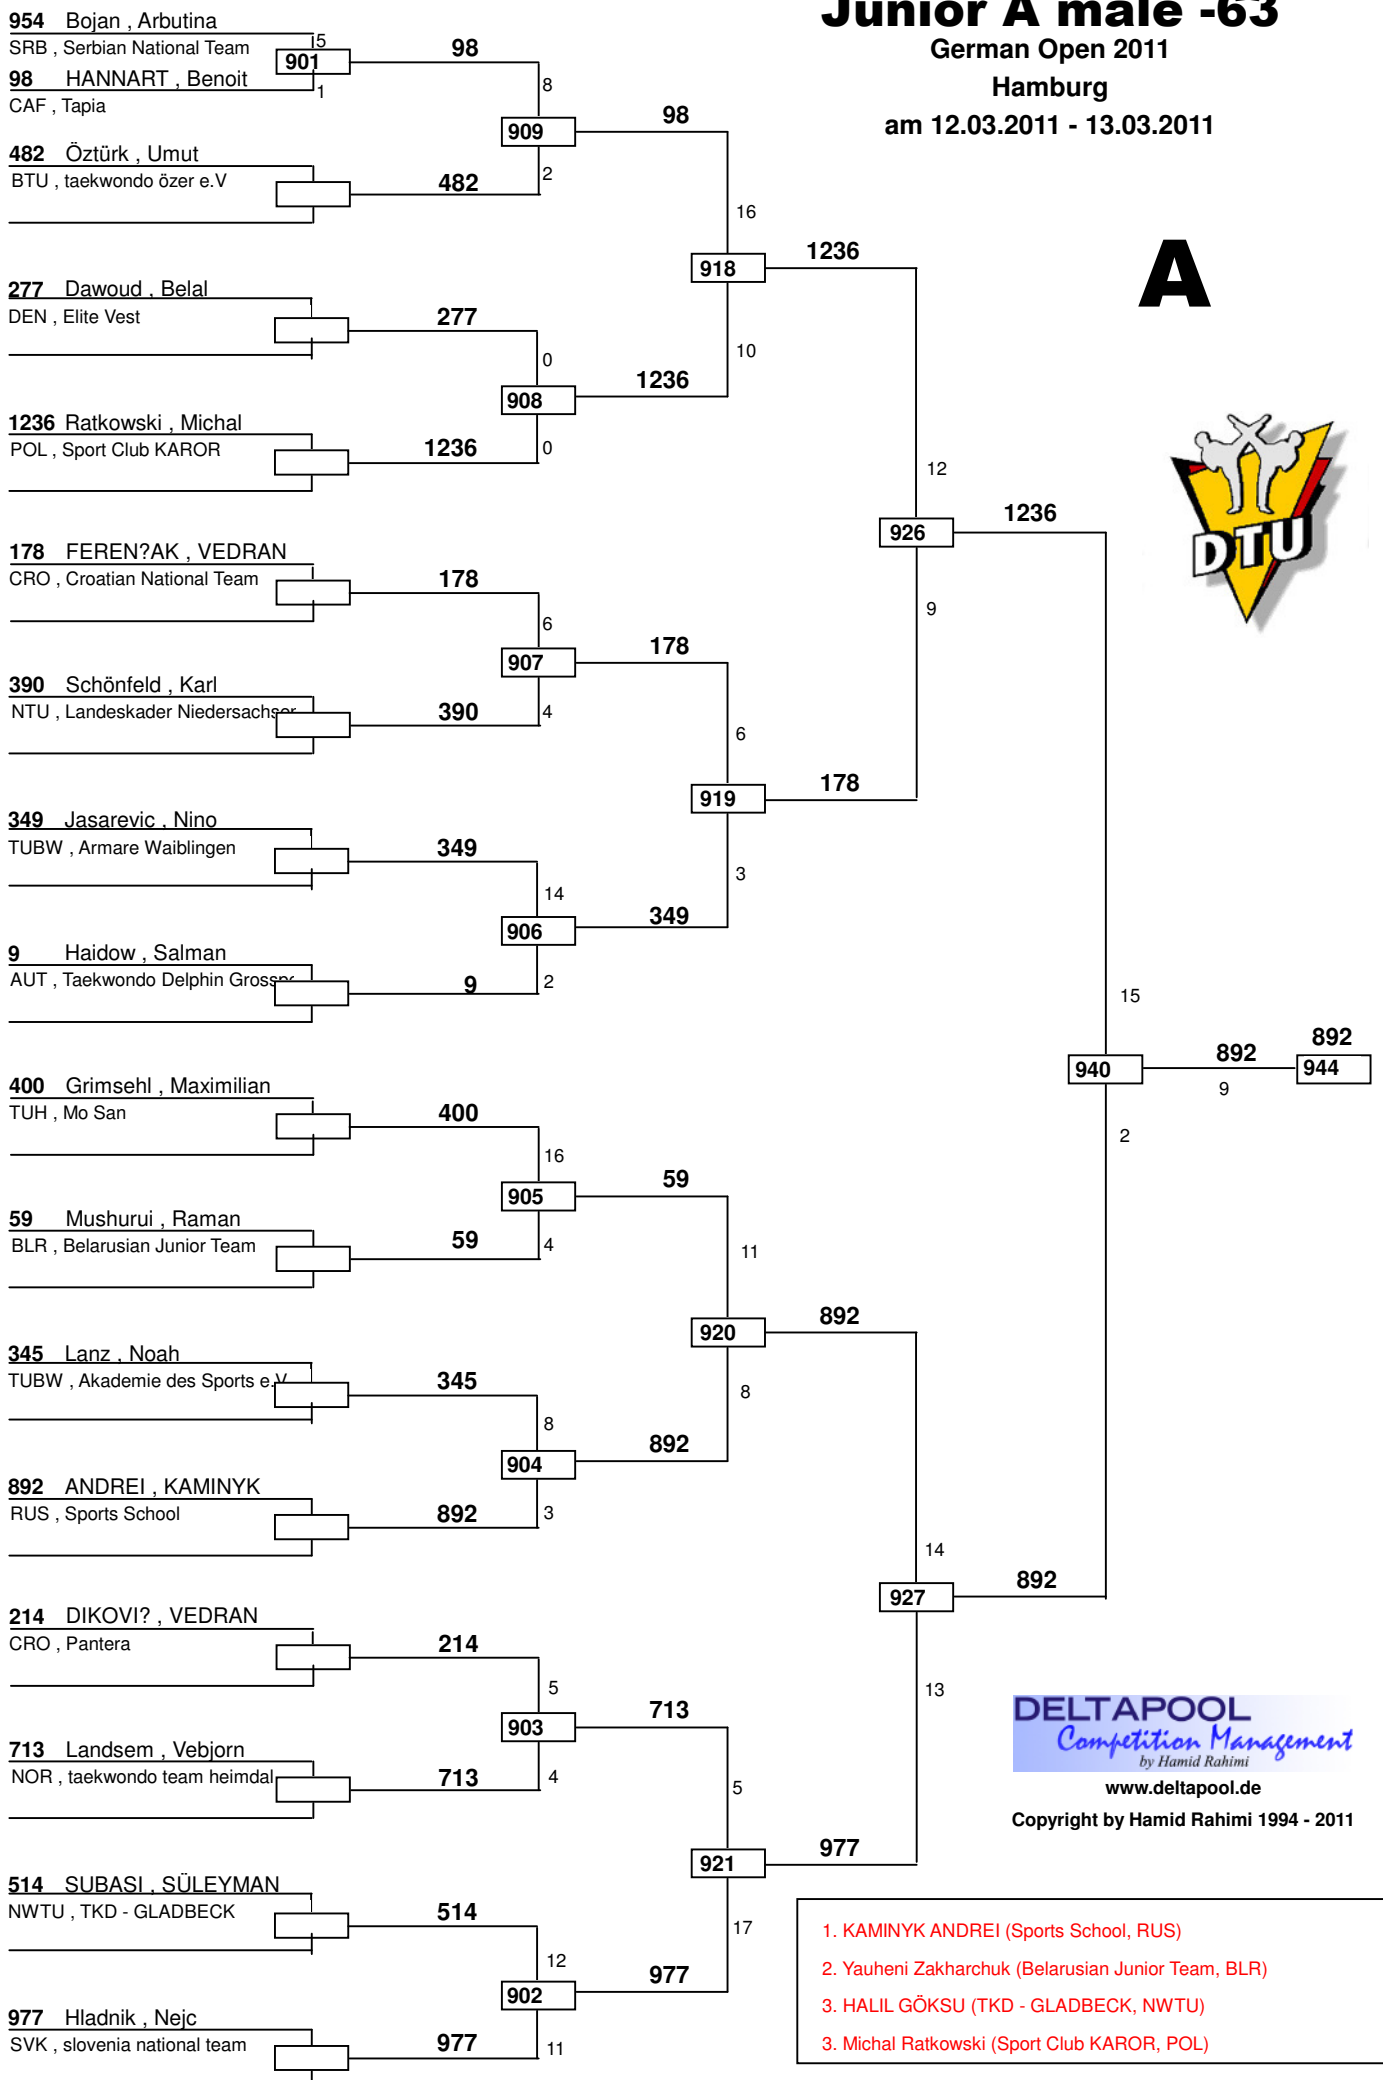 Junior A male -63
German Open 2011
Hamburg
am 12.03.2011 - 13.03.2011
A
954 Bojan , Arbutina
SRB , Serbian National Team
98 HANNART , Benoit
CAF , Tapia
5
901
1
98
482 Öztürk , Umut
BTU , taekwondo özer e.V
482
8
909
2
98
277 Dawoud , Belal
DEN , Elite Vest
277
1236 Ratkowski , Michal
POL , Sport Club KAROR
1236
0
908
0
1236
16
918
10
1236
178 FEREN?AK , VEDRAN
CRO , Croatian National Team
178
390 Schönfeld , Karl
NTU , Landeskader Niedersachsen
390
6
907
4
178
349 Jasarevic , Nino
TUBW , Armare Waiblingen
349
9 Haidow , Salman
AUT , Taekwondo Delphin Grossp
9
14
906
2
349
6
919
3
178
12
926
9
1236
400 Grimsehl , Maximilian
TUH , Mo San
400
59 Mushurui , Raman
BLR , Belarusian Junior Team
59
16
905
4
59
345 Lanz , Noah
TUBW , Akademie des Sports e.V
345
892 ANDREI , KAMINYK
RUS , Sports School
892
8
904
3
892
11
920
8
892
214 DIKOVI? , VEDRAN
CRO , Pantera
214
713 Landsem , Vebjorn
NOR , taekwondo team heimdal
713
5
903
4
713
514 SUBASI , SÜLEYMAN
NWTU , TKD - GLADBECK
514
977 Hladnik , Nejc
SVK , slovenia national team
977
12
902
11
977
5
921
17
977
14
927
13
892
15
940
2
892
9
892
944
DTU
DELTAPOOL
Competition Management
by Hamid Rahimi
www.deltapool.de
Copyright by Hamid Rahimi 1994 - 2011
1. KAMINYK ANDREI (Sports School, RUS)
2. Yauheni Zakharchuk (Belarusian Junior Team, BLR)
3. HALIL GÖKSU (TKD - GLADBECK, NWTU)
3. Michal Ratkowski (Sport Club KAROR, POL)